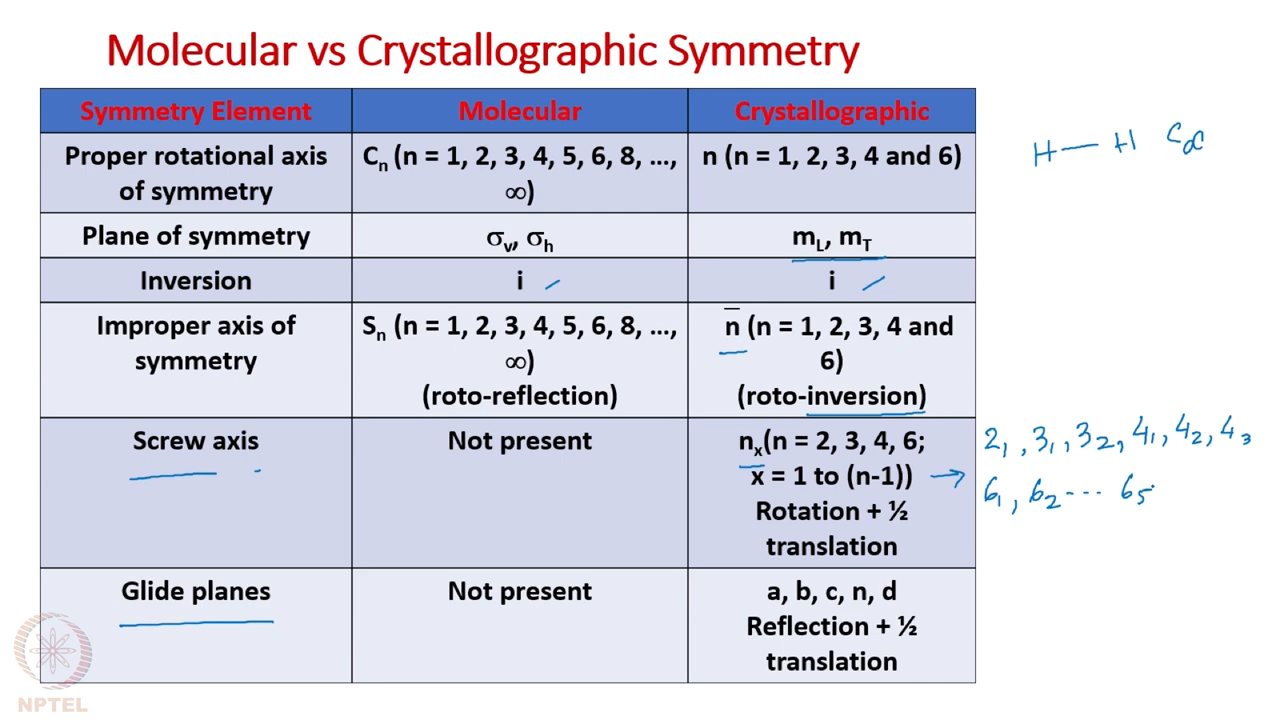 Molecular vs Crystallographic Symmetry
Symmetry Element Molecular Crystallographic
Proper rotational axis
of symmetry
Cₙ (n = 1, 2, 3, 4, 5, 6, 8, ...,
∞)
n (n = 1, 2, 3, 4 and 6)
H — H C∞
Plane of symmetry
σᵥ, σₕ
m_L, m_T
Inversion
i
i
Improper axis of
symmetry
Sₙ (n = 1, 2, 3, 4, 5, 6, 8, ...,
∞)
(roto-reflection)
n̅ (n = 1, 2, 3, 4 and
6)
(roto-inversion)
Screw axis
Not present
nₓ(n = 2, 3, 4, 6;
x = 1 to (n-1))
Rotation + ½
translation
→ 2₁, 3₁, 3₂, 4₁, 4₂, 4₃
6₁, 6₂ --- 6₅
Glide planes
Not present
a, b, c, n, d
Reflection + ½
translation
NPTEL